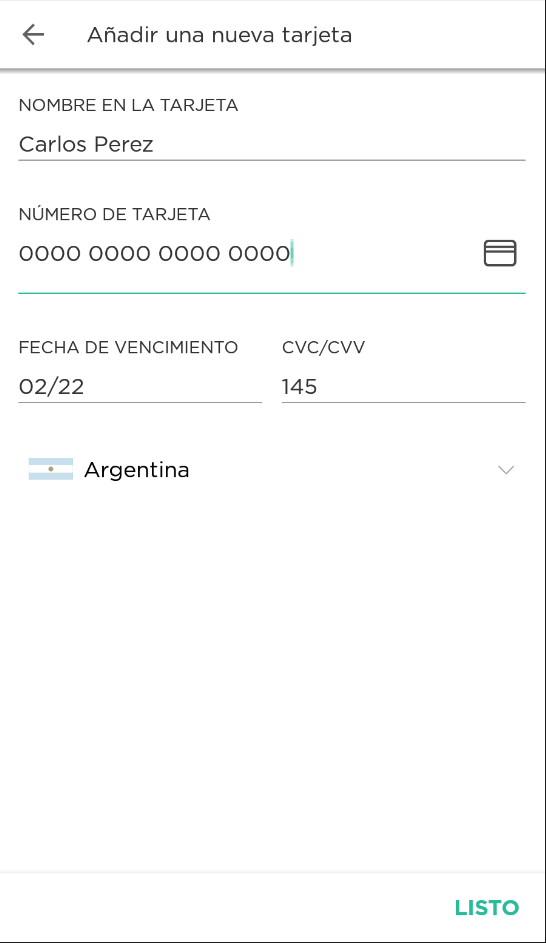 Añadir una nueva tarjeta
NOMBRE EN LA TARJETA
Carlos Perez
NÚMERO DE TARJETA
0000 0000 0000 0000
FECHA DE VENCIMIENTO CVC/CVV
02/22 145
Argentina
LISTO